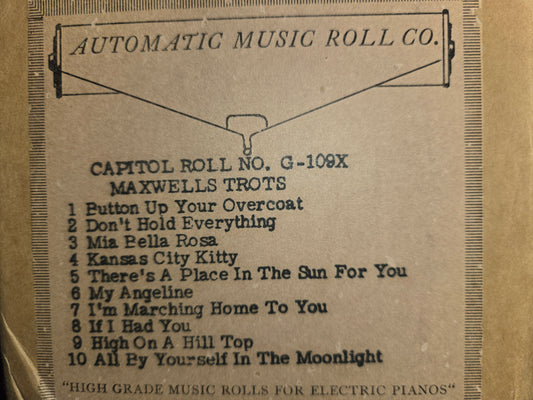 AUTOMATIC MUSIC ROLL CO.
CAPITOL ROLL NO. G-109X
MAXWELLS TROTS
1 Button Up Your Overcoat
2 Don't Hold Everything
3 Mia Bella Rosa
4 Kansas City Kitty
5 There's A Place In The Sun For You
6 My Angeline
7 I'm Marching Home To You
8 If I Had You
9 High On A Hill Top
10 All By Yourself In The Moonlight
"HIGH GRADE MUSIC ROLLS FOR ELECTRIC PIANOS"